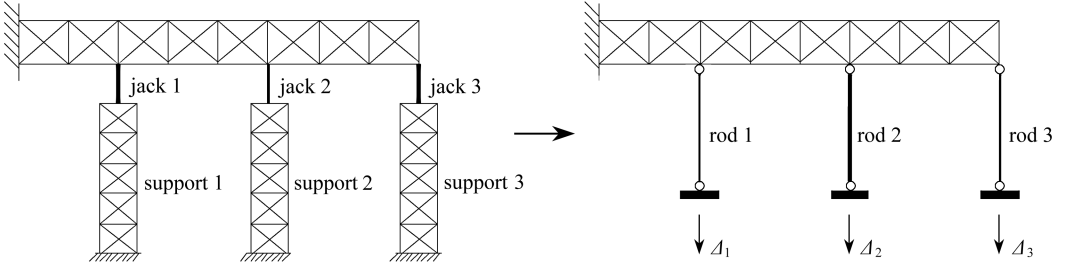 jack 1
jack 2
jack 3
support 1
support 2
support 3
rod 1
rod 2
rod 3
Δ1
Δ2
Δ3